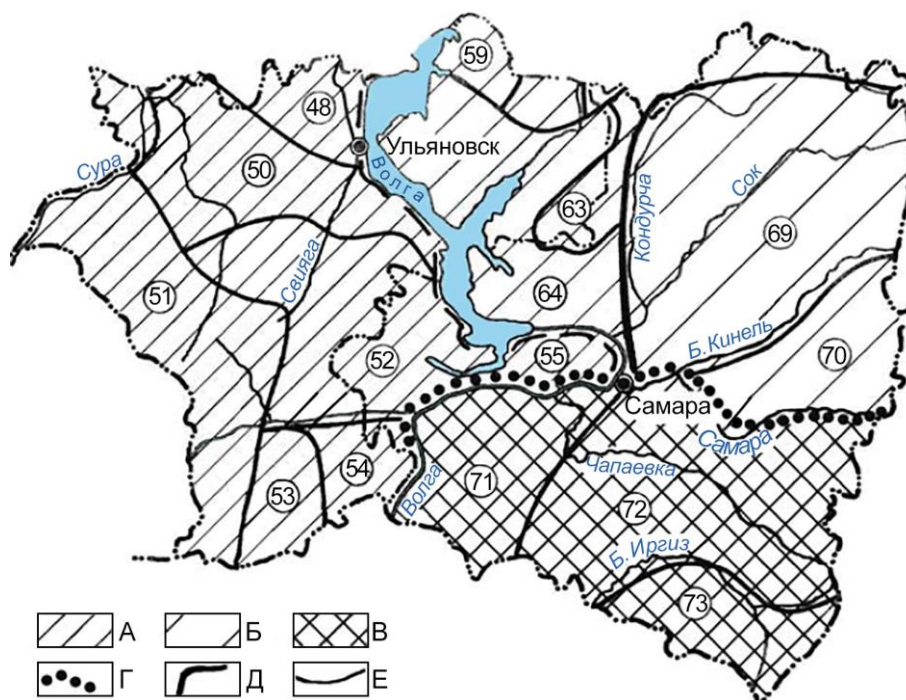 59
48
Ульяновск
Сура
50
Волга
63
Кондурча
Сок
69
Свияга
51
64
52
55
Б. Кинель
70
Самара
Самара
54
53
Волга
71
Чапаевка
72
Б. Иргиз
73
А
Б
В
Г
Д
Е